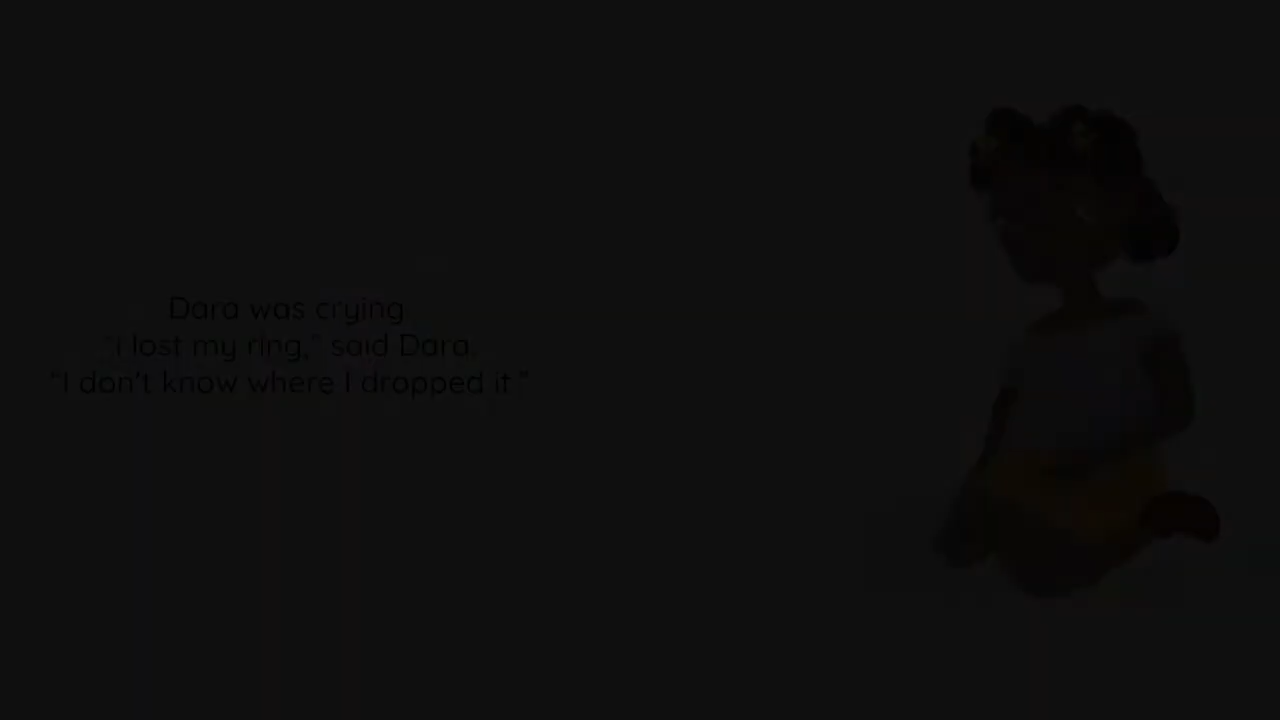 Dara was crying
"i lost my ring," said Dara.
"I don't know where I dropped it."